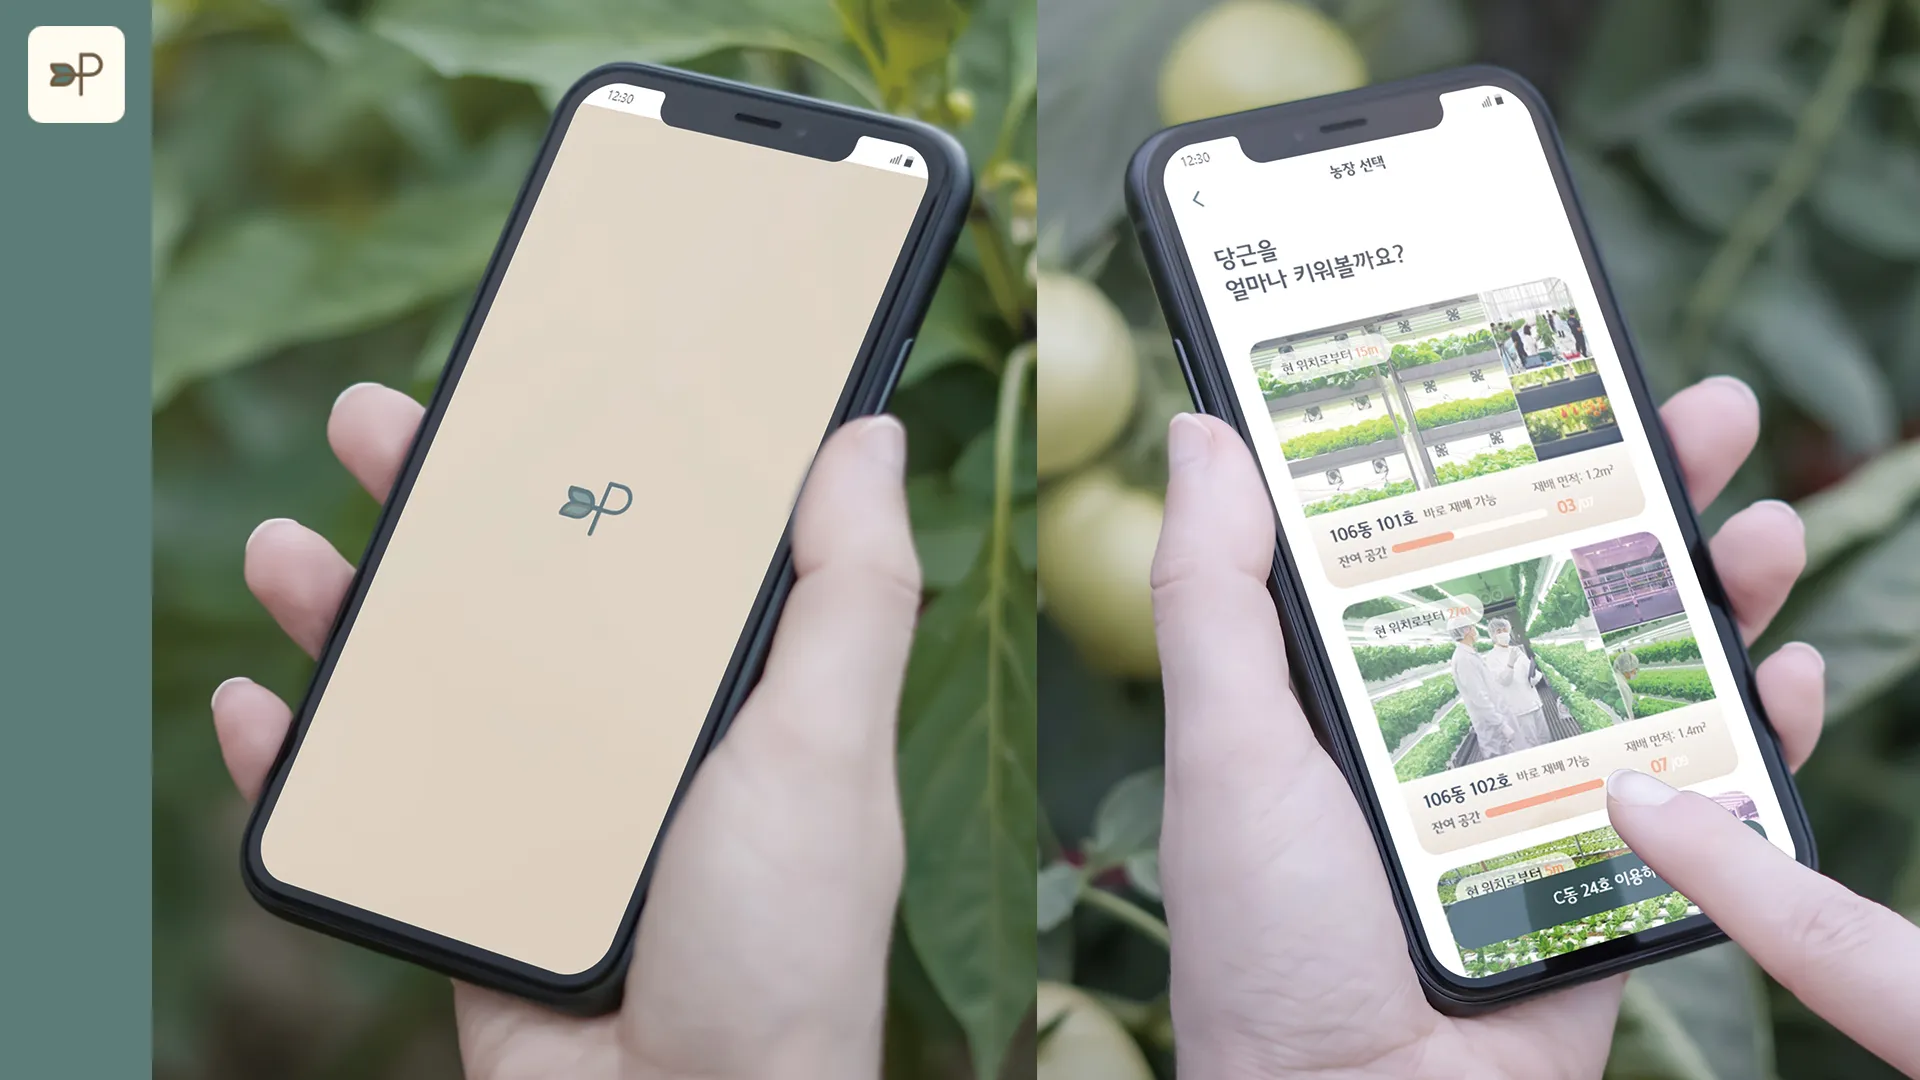 P
12:30
P
12:30
농장 선택
당근을
얼마나 키워볼까요?
현 위치로부터 15m
재배 면적: 1.2m²
106동 101호 바로 재배 가능
03 /07
잔여 공간
현 위치로부터 27m
재배 면적: 1.4m²
106동 102호 바로 재배 가능
07 /09
잔여 공간
현 위치로부터 5m
C동 24호 이용하